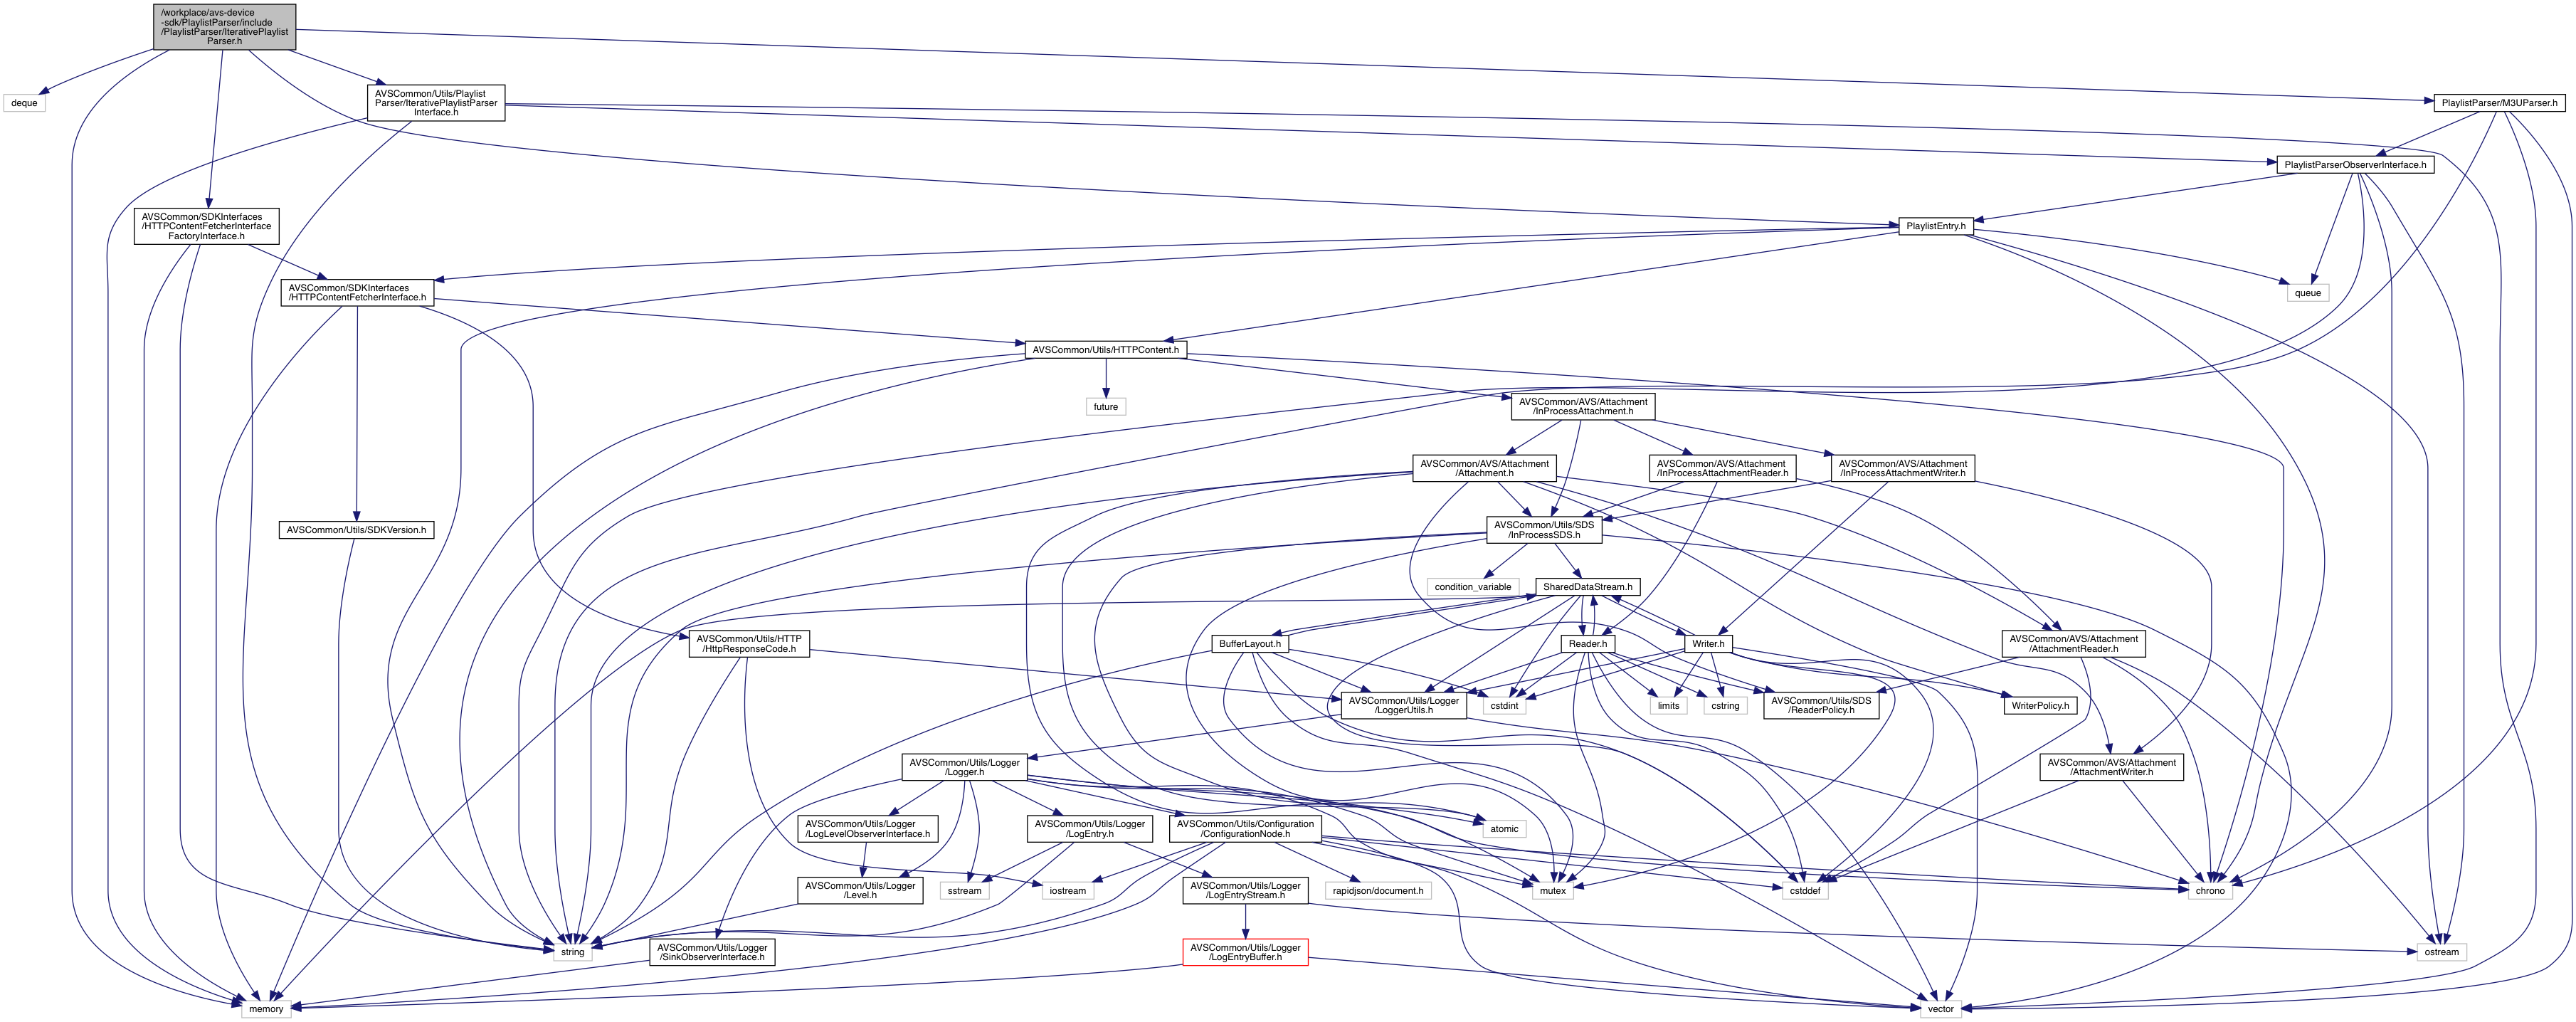 /workplace/avs-device
-sdk/PlaylistParser/include
/PlaylistParser/IterativePlaylist
Parser.h
deque
AVSCommon/Utils/Playlist
Parser/IterativePlaylistParser
Interface.h
PlaylistParser/M3UParser.h
PlaylistParserObserverInterface.h
AVSCommon/SDKInterfaces
/HTTPContentFetcherInterface
FactoryInterface.h
PlaylistEntry.h
AVSCommon/SDKInterfaces
/HTTPContentFetcherInterface.h
queue
AVSCommon/Utils/HTTPContent.h
future
AVSCommon/AVS/Attachment
/InProcessAttachment.h
AVSCommon/AVS/Attachment
/Attachment.h
AVSCommon/AVS/Attachment
/InProcessAttachmentReader.h
AVSCommon/AVS/Attachment
/InProcessAttachmentWriter.h
AVSCommon/Utils/SDKVersion.h
AVSCommon/Utils/SDS
/InProcessSDS.h
condition_variable
SharedDataStream.h
AVSCommon/Utils/HTTP
/HttpResponseCode.h
BufferLayout.h
Reader.h
Writer.h
AVSCommon/AVS/Attachment
/AttachmentReader.h
AVSCommon/Utils/Logger
/LoggerUtils.h
cstdint
limits
cstring
AVSCommon/Utils/SDS
/ReaderPolicy.h
WriterPolicy.h
AVSCommon/Utils/Logger
/Logger.h
AVSCommon/AVS/Attachment
/AttachmentWriter.h
AVSCommon/Utils/Logger
/LogLevelObserverInterface.h
AVSCommon/Utils/Logger
/LogEntry.h
AVSCommon/Utils/Configuration
/ConfigurationNode.h
atomic
AVSCommon/Utils/Logger
/Level.h
sstream
iostream
AVSCommon/Utils/Logger
/LogEntryStream.h
rapidjson/document.h
mutex
cstddef
chrono
string
AVSCommon/Utils/Logger
/SinkObserverInterface.h
AVSCommon/Utils/Logger
/LogEntryBuffer.h
ostream
memory
vector